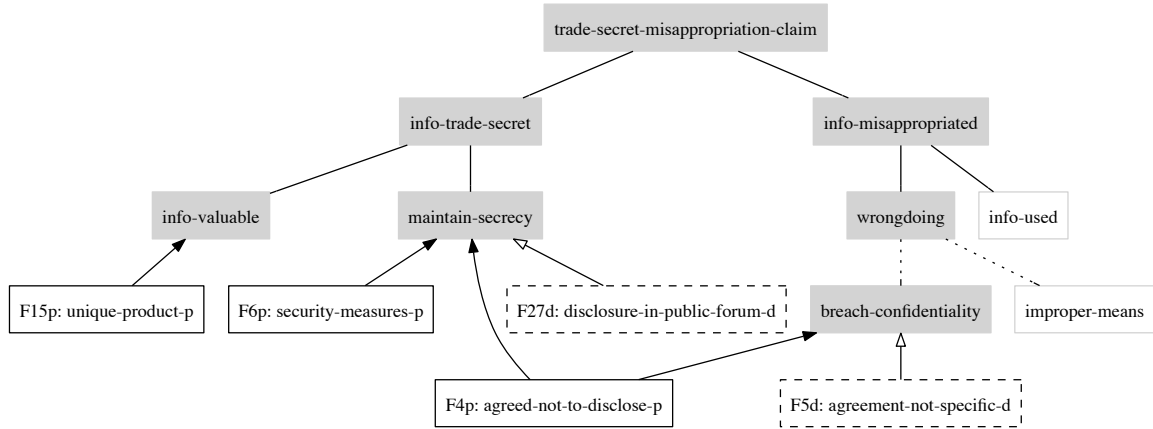 trade-secret-misappropriation-claim
info-trade-secret
info-misappropriated
info-valuable
maintain-secrecy
wrongdoing
info-used
F15p: unique-product-p
F6p: security-measures-p
F27d: disclosure-in-public-forum-d
breach-confidentiality
improper-means
F4p: agreed-not-to-disclose-p
F5d: agreement-not-specific-d